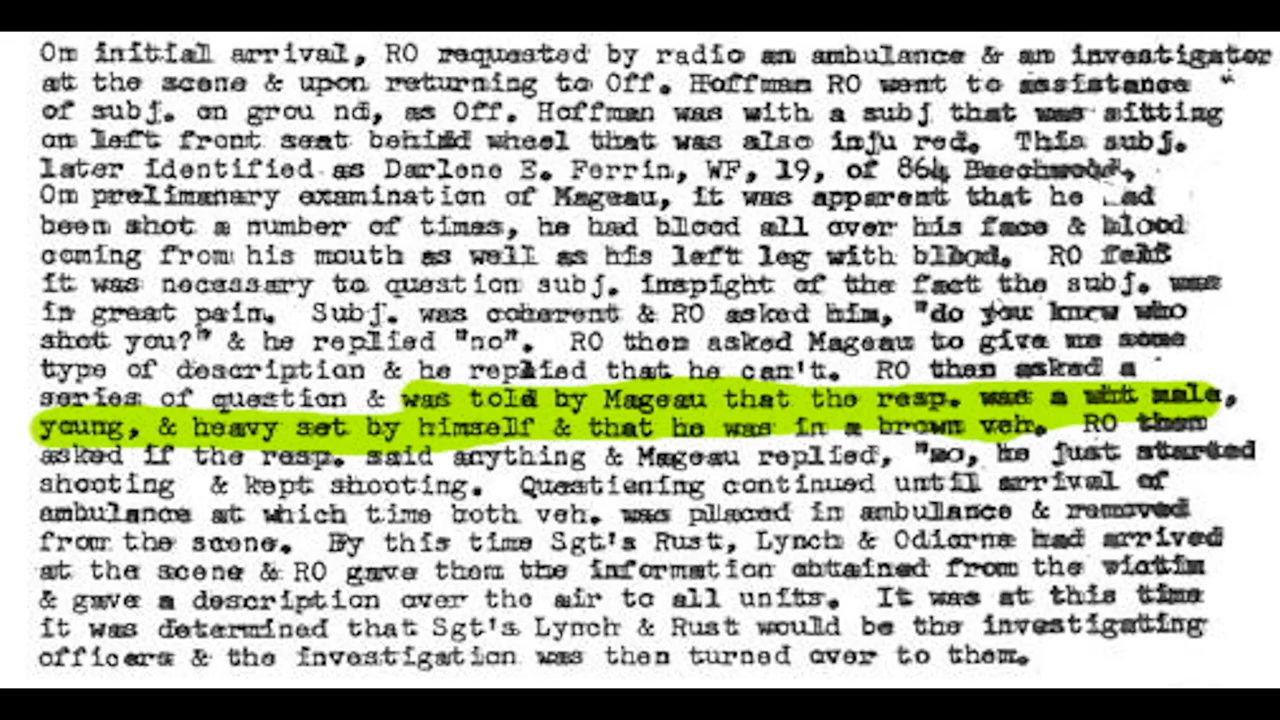 On initial arrival, RO requested by radio an ambulance & an investigator
at the scene & upon returning to Off. Hoffman RO went to assistance
of subj. on grou nd, as Off. Hoffman was with a subj that was sitting
on left front seat behind wheel that was also inju red. This subj.
later identified as Darlene E. Ferrin, WF, 19, of 864 Beechwood,
On prelimanary examination of Mageau, it was apparent that he ad
been shot a number of times, he had blood all over his face & blood
coming from his mouth as well as his left leg with blood. RO felt
it was necessary to question subj. inspight of the fact the subj. was
in great pain. Subj. was coherent & RO asked him, "do you know who
shot you?" & he replied "no". RO then asked Mageau to give me some
type of description & he replied that he can't. RO then asked a
series of question & was told by Mageau that the resp. was a wht male,
young, & heavy set by himself & that he was in a brown veh. RO then
asked if the resp. said anything & Mageau replied, "no, he just started
shooting & kept shooting. Questiening continued until arrival of
ambulance at which time both veh. was placed in ambulance & removed
from the scene. By this time Sgt's Rust, Lynch & Odiorne had arrived
at the scene & RO gave them the information obtained from the victim
& gave a description over the air to all units. It was at this time
it was determined that Sgt's Lynch & Rust would be the investigating
officers & the investigation was then turned over to them.